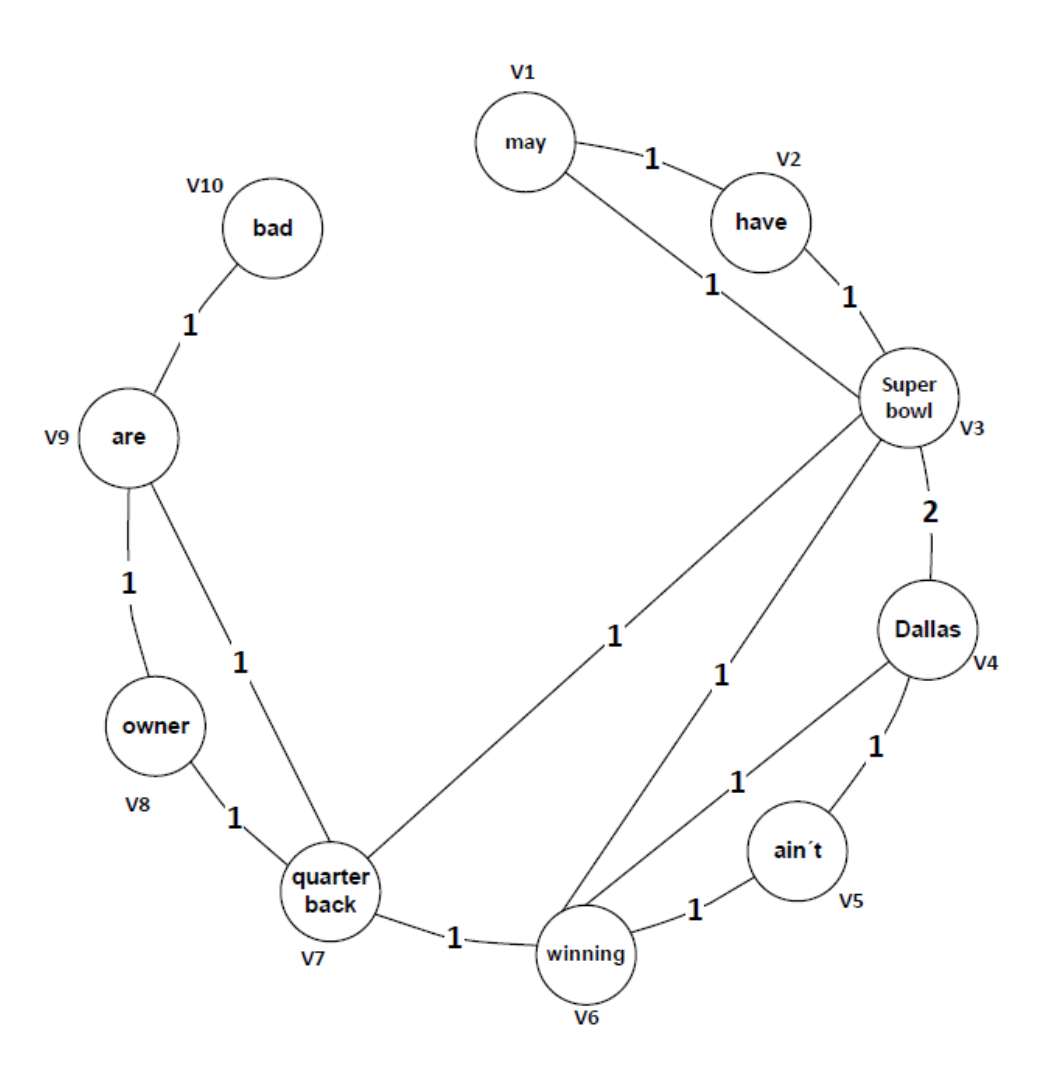 V1
may
1
V2
have
V10
bad
1
1
1
Super
bowl
V3
V9
are
2
1
Dallas
V4
1
1
1
1
owner
V8
1
1
ain´t
V5
quarter
back
V7
1
1
winning
V6